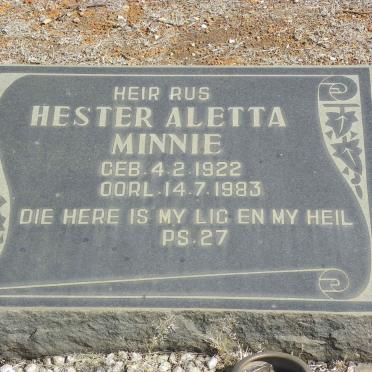 HEIR RUS
HESTER ALETTA
MINNIE
GEB. 4.2.1922
OORL. 14.7.1983
DIE HERE IS MY LIG EN MY HEIL
PS. 27